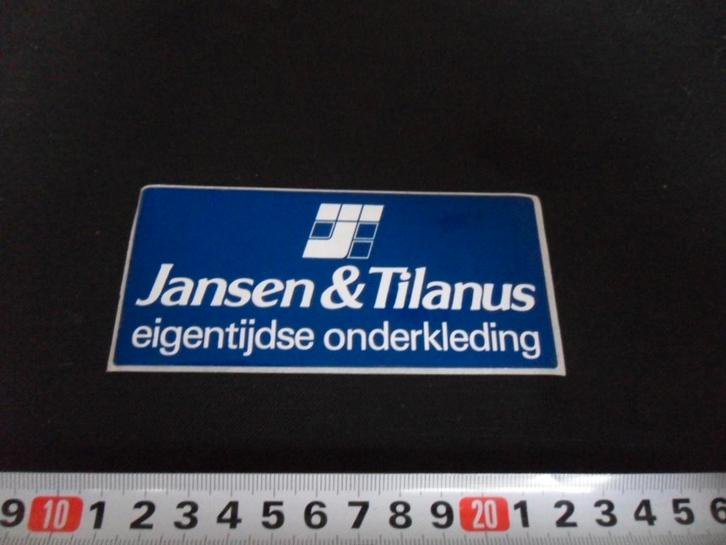 Jansen & Tilanus
eigentijdse onderkleding
9 10 1 2 3 4 5 6 7 8 9 20 1 2 3 4 5 6